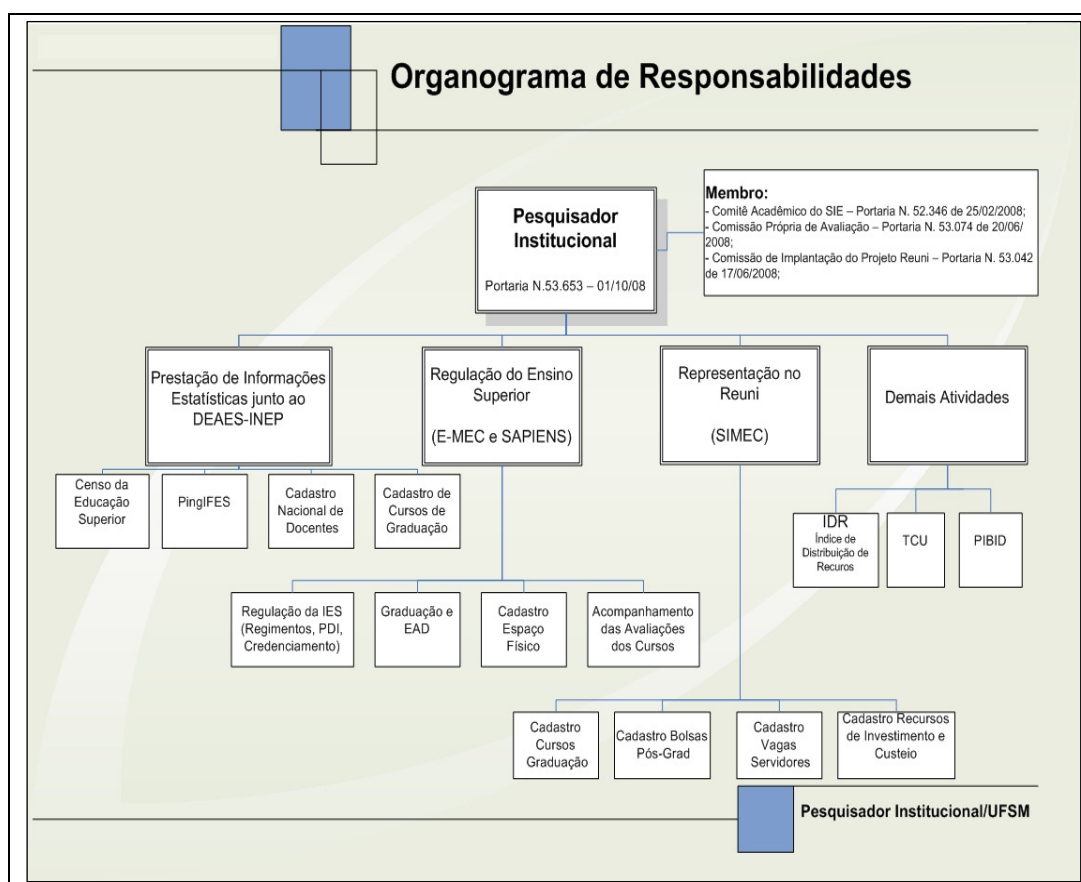 Organograma de Responsabilidades
Pesquisador
Institucional
Portaria N.53.653 – 01/10/08
Membro:
- Comitê Acadêmico do SIE – Portaria N. 52.346 de 25/02/2008;
- Comissão Própria de Avaliação – Portaria N. 53.074 de 20/06/
2008;
- Comissão de Implantação do Projeto Reuni – Portaria N. 53.042
de 17/06/2008;
Prestação de Informações
Estatísticas junto ao
DEAES-INEP
Regulação do Ensino
Superior
(E-MEC e SAPIENS)
Representação no
Reuni
(SIMEC)
Demais Atividades
Censo da
Educação
Superior
PingIFES
Cadastro
Nacional de
Docentes
Cadastro de
Cursos de
Graduação
IDR
Índice de
Distribuição de
Recuros
TCU
PIBID
Regulação da IES
(Regimentos, PDI,
Credenciamento)
Graduação e
EAD
Cadastro
Espaço
Físico
Acompanhamento
das Avaliações
dos Cursos
Cadastro
Cursos
Graduação
Cadastro Bolsas
Pós-Grad
Cadastro
Vagas
Servidores
Cadastro Recursos
de Investimento e
Custeio
Pesquisador Institucional/UFSM